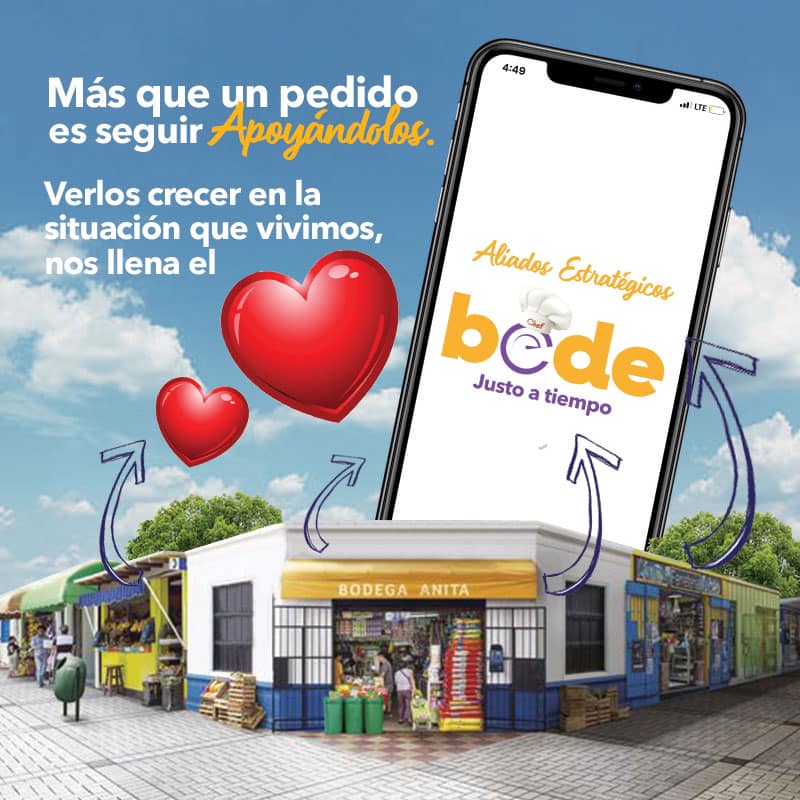 Más que un pedido
es seguir Apoyándolos.
Verlos crecer en la
situación que vivimos,
nos llena el
4:49
LTE
Aliados Estratégicos
Chef
bede
Justo a tiempo
BODEGA ANITA